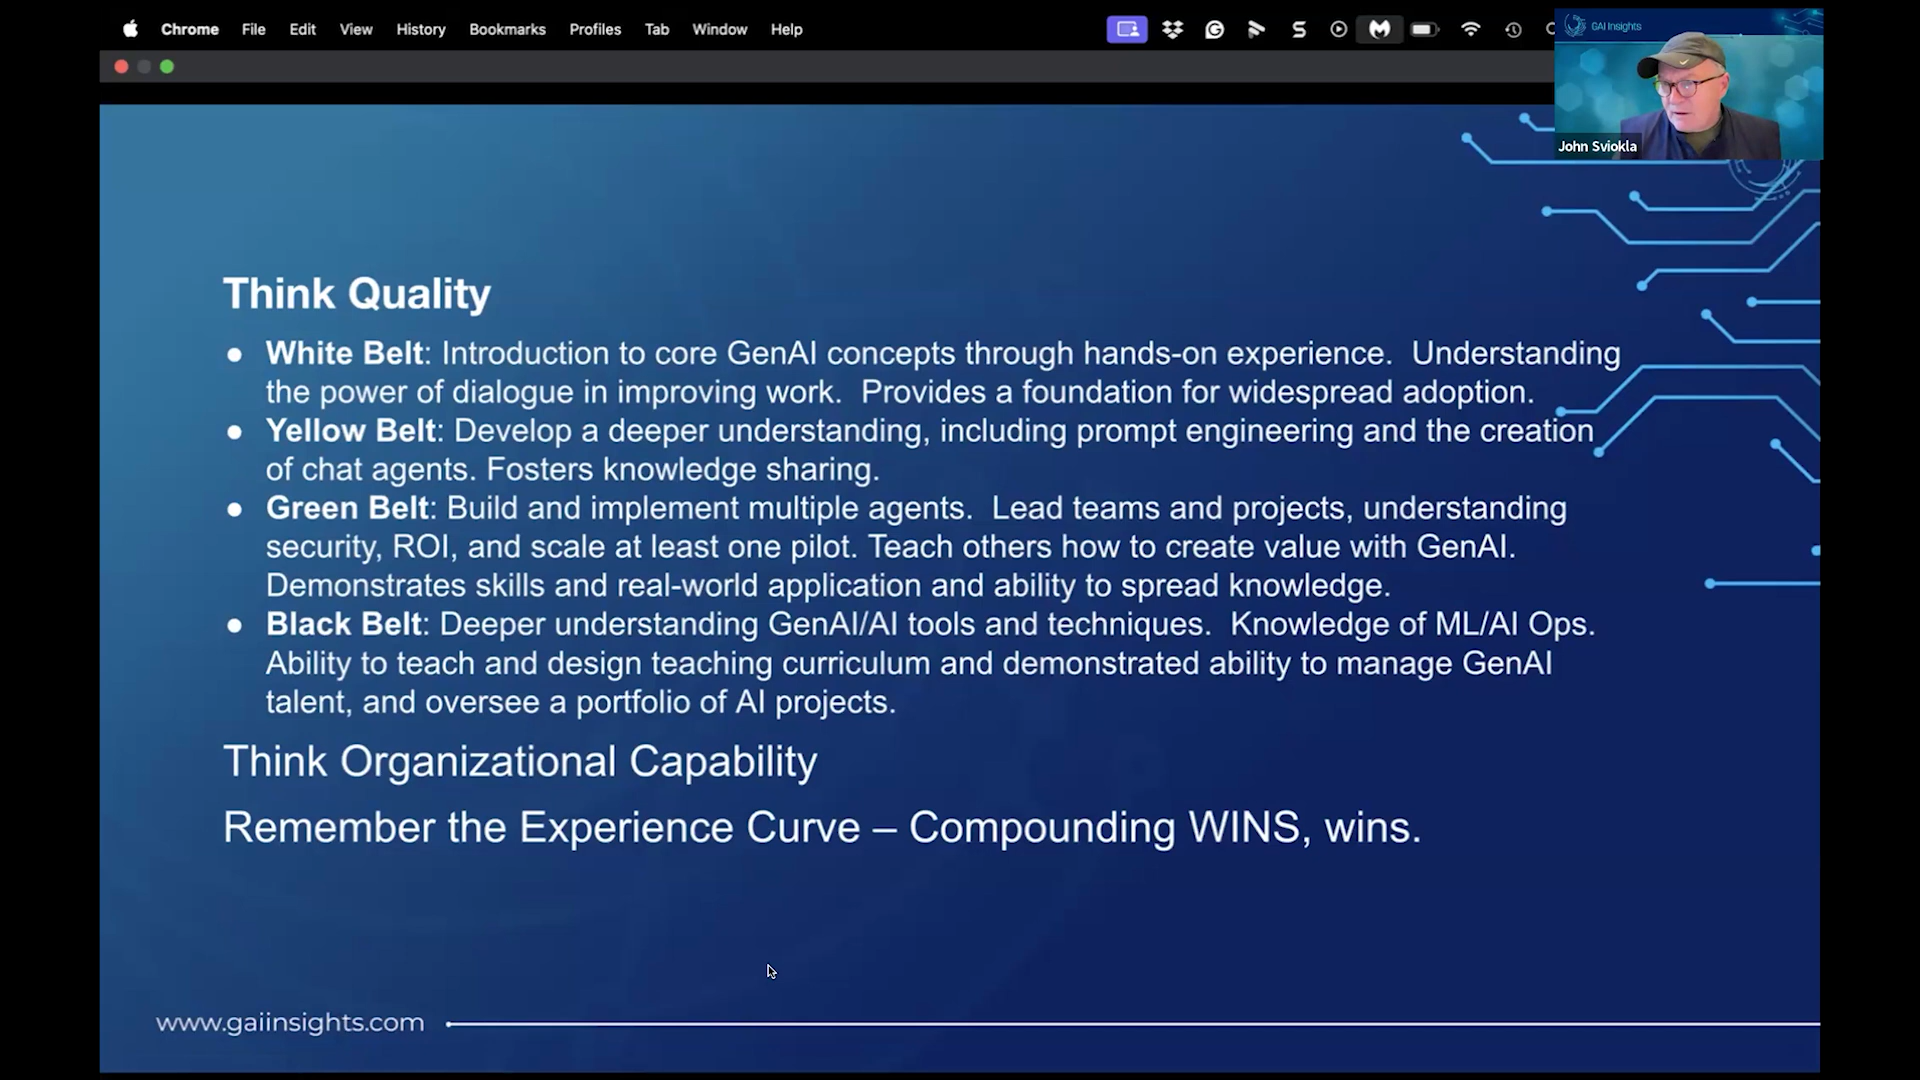 Chrome File Edit View History Bookmarks Profiles Tab Window Help
GAI Insights
John Sviokla
Think Quality
● White Belt: Introduction to core GenAI concepts through hands-on experience. Understanding
the power of dialogue in improving work. Provides a foundation for widespread adoption.
● Yellow Belt: Develop a deeper understanding, including prompt engineering and the creation
of chat agents. Fosters knowledge sharing.
● Green Belt: Build and implement multiple agents. Lead teams and projects, understanding
security, ROI, and scale at least one pilot. Teach others how to create value with GenAI.
Demonstrates skills and real-world application and ability to spread knowledge.
● Black Belt: Deeper understanding GenAI/AI tools and techniques. Knowledge of ML/AI Ops.
Ability to teach and design teaching curriculum and demonstrated ability to manage GenAI
talent, and oversee a portfolio of AI projects.
Think Organizational Capability
Remember the Experience Curve – Compounding WINS, wins.
www.gaiinsights.com